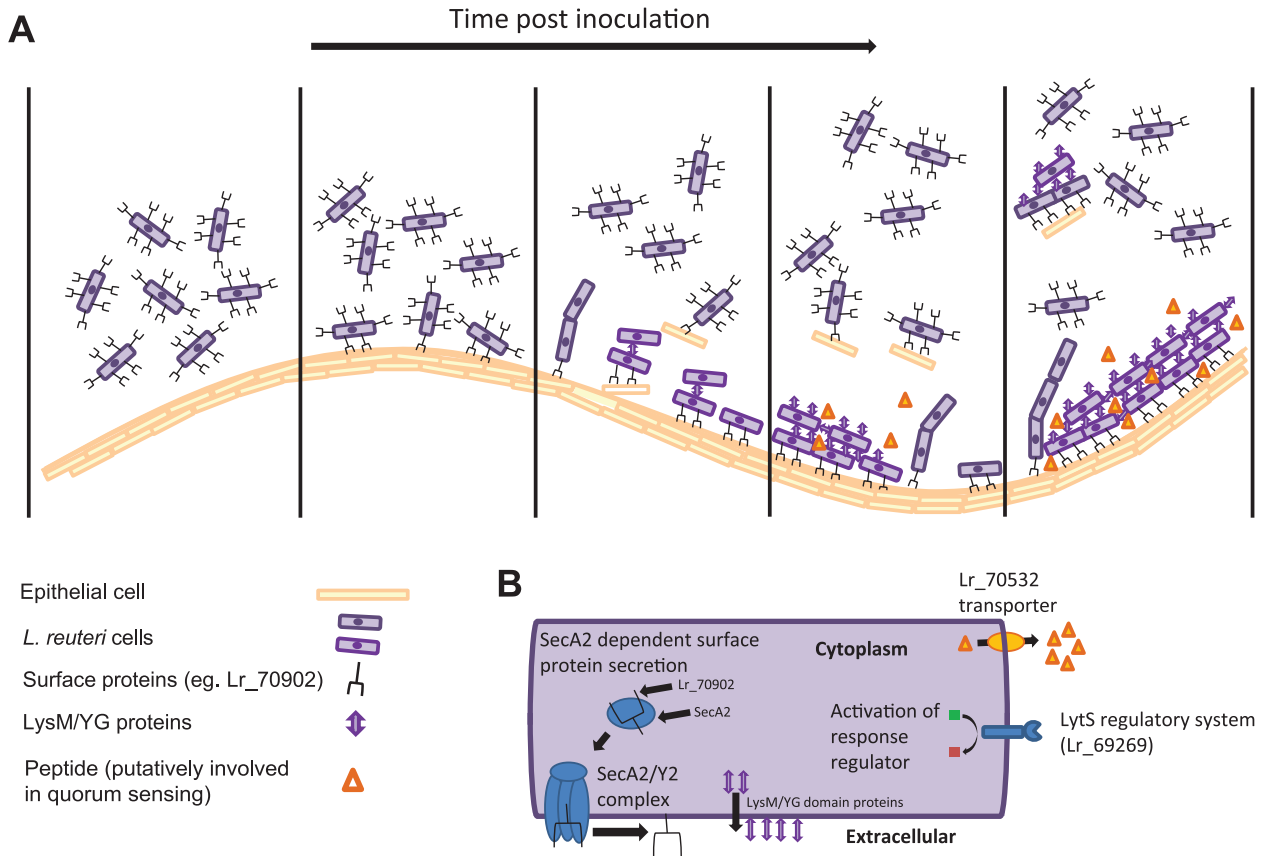 A
Time post inoculation
Epithelial cell
L. reuteri cells
Surface proteins (eg. Lr_70902)
LysM/YG proteins
Peptide (putatively involved
in quorum sensing)
B
Lr_70532
transporter
SecA2 dependent surface
protein secretion
Cytoplasm
Lr_70902
SecA2
Activation of
response
regulator
LytS regulatory system
(Lr_69269)
SecA2/Y2
complex
LysM/YG domain proteins
Extracellular